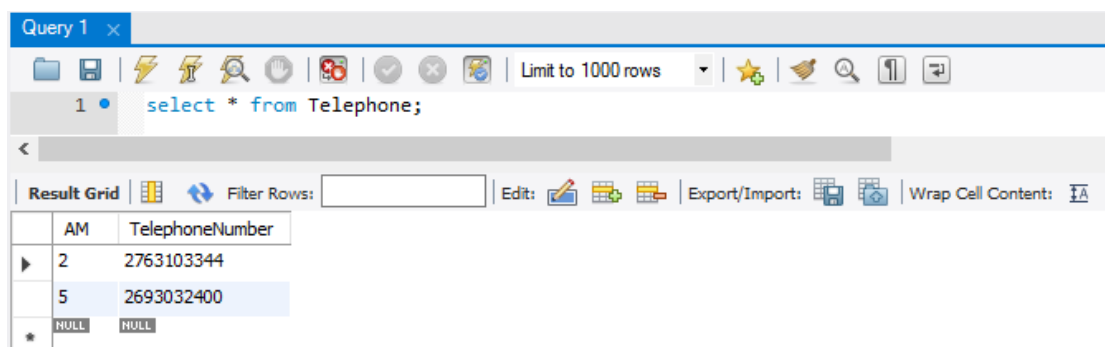 Query 1
Limit to 1000 rows
1 select * from Telephone;
Result Grid Filter Rows: Edit: Export/Import: Wrap Cell Content:
AM TelephoneNumber
2 2763103344
5 2693032400
NULL NULL